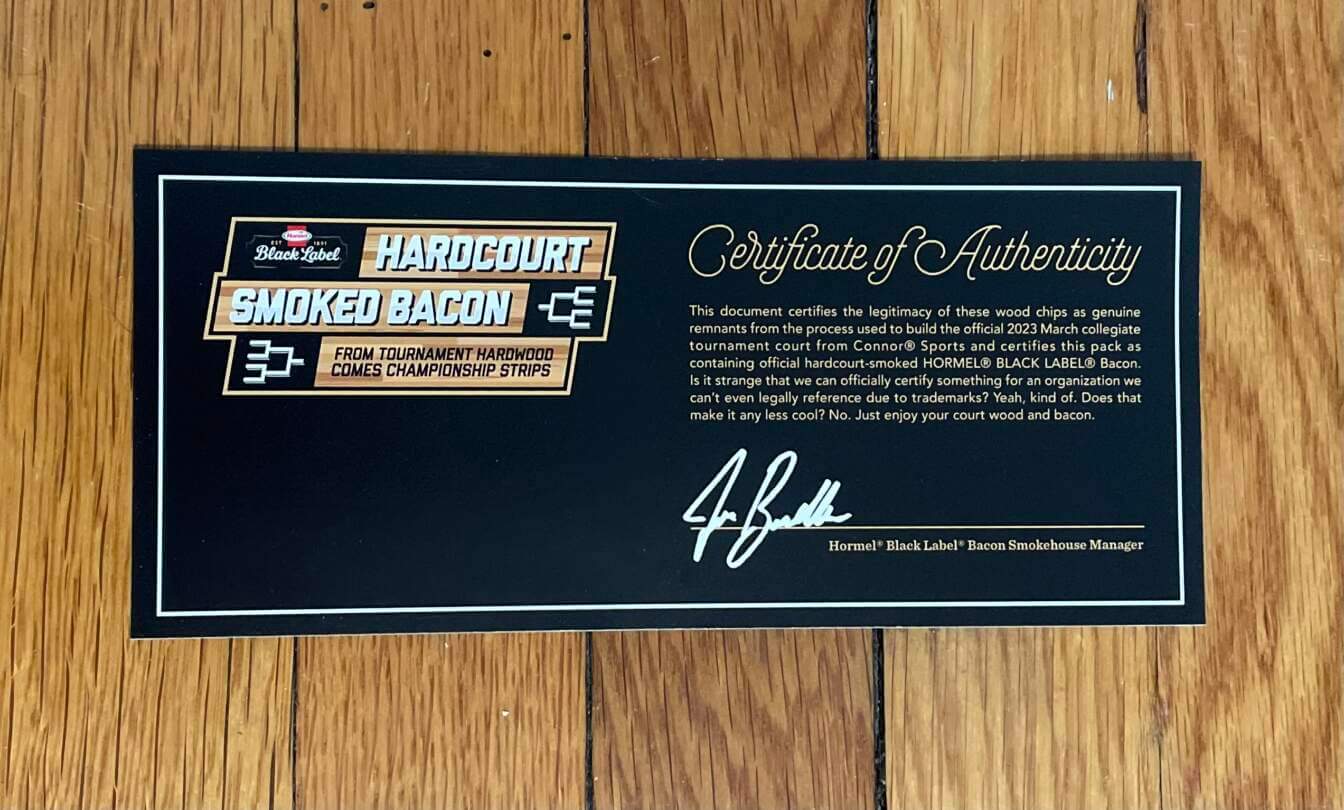 Hormel
EST 1891
Black Label
HARDCOURT
SMOKED BACON
FROM TOURNAMENT HARDWOOD
COMES CHAMPIONSHIP STRIPS
Certificate of Authenticity
This document certifies the legitimacy of these wood chips as genuine
remnants from the process used to build the official 2023 March collegiate
tournament court from Connor® Sports and certifies this pack as
containing official hardcourt-smoked HORMEL® BLACK LABEL® Bacon.
Is it strange that we can officially certify something for an organization we
can't even legally reference due to trademarks? Yeah, kind of. Does that
make it any less cool? No. Just enjoy your court wood and bacon.
Hormel® Black Label® Bacon Smokehouse Manager